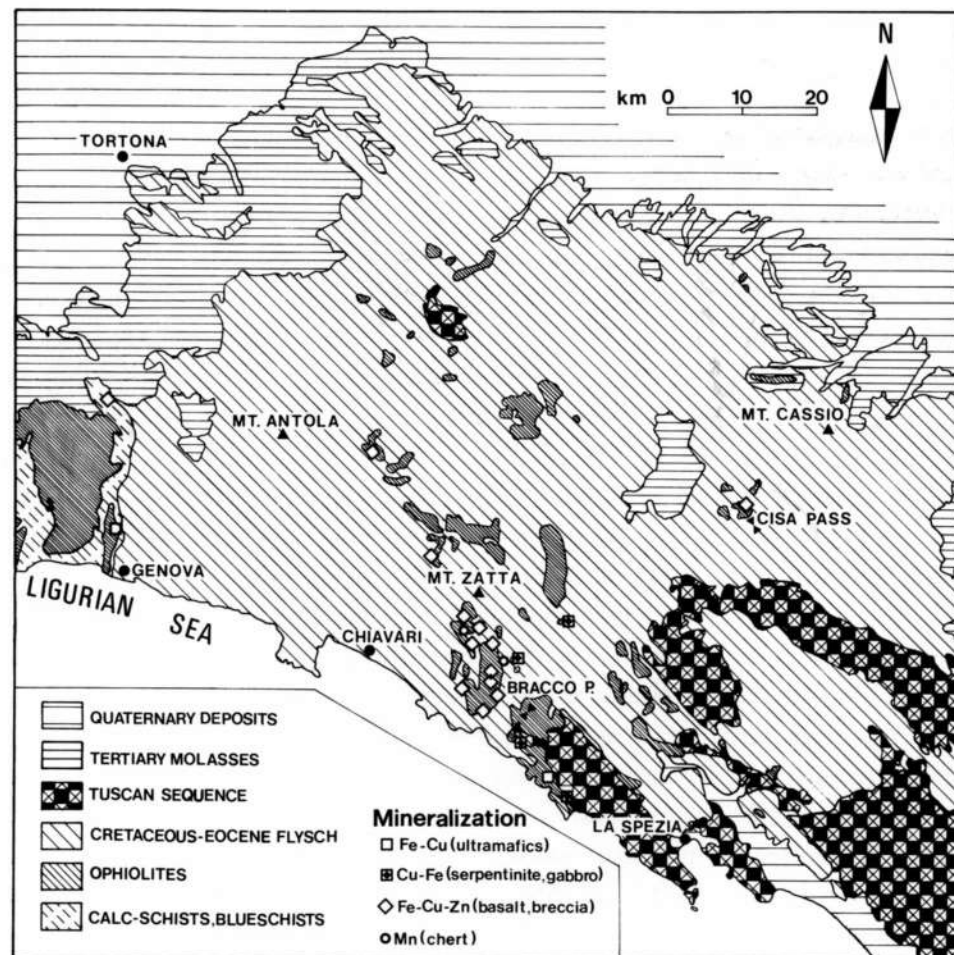 N
km 0 10 20
TORTONA
MT. ANTOLA
MT. CASSIO
CISA PASS
GENOVA
MT. ZATTA
LIGURIAN SEA
CHIAVARI
BRACCO P.
LA SPEZIA
QUATERNARY DEPOSITS
TERTIARY MOLASSES
TUSCAN SEQUENCE
CRETACEOUS-EOCENE FLYSCH
OPHIOLITES
CALC-SCHISTS, BLUESCHISTS
Mineralization
Fe-Cu (ultramafics)
Cu-Fe (serpentinite, gabbro)
Fe-Cu-Zn (basalt, breccia)
Mn (chert)